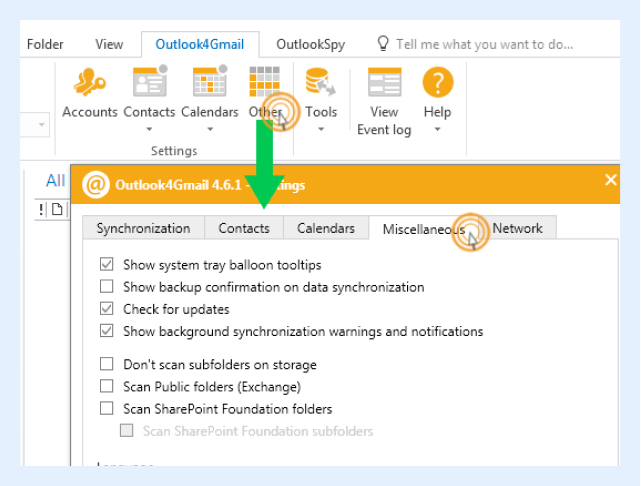 Folder View Outlook4Gmail OutlookSpy Tell me what you want to do...
Accounts Contacts Calendars Other Tools View Event log Help
Settings
All
Outlook4Gmail 4.6.1 -
Synchronization Contacts Calendars Miscellaneous Network
Show system tray balloon tooltips
Show backup confirmation on data synchronization
Check for updates
Show background synchronization warnings and notifications
Don't scan subfolders on storage
Scan Public folders (Exchange)
Scan SharePoint Foundation folders
Scan SharePoint Foundation subfolders